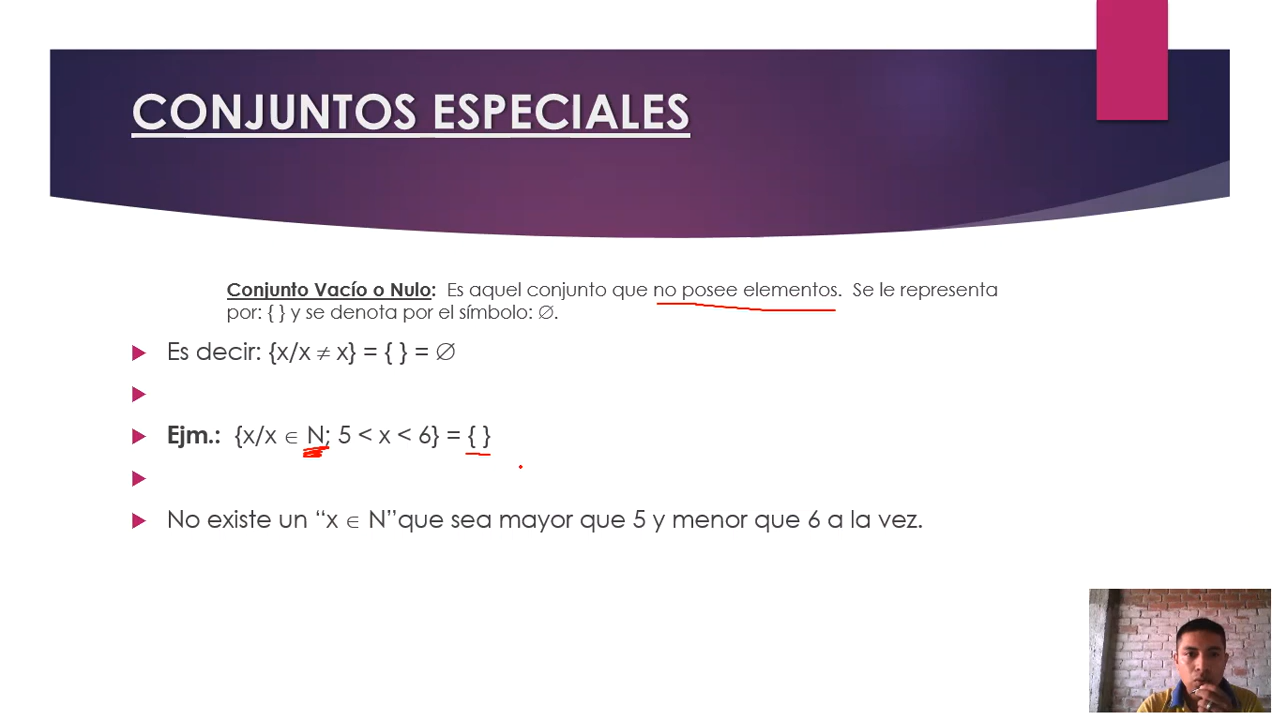 CONJUNTOS ESPECIALES
Conjunto Vacío o Nulo: Es aquel conjunto que no posee elementos. Se le representa
por: { } y se denota por el símbolo: ∅.
Es decir: {x/x ≠ x} = { } = ∅
Ejm.: {x/x ∈ N; 5 < x < 6} = { }
No existe un “x ∈ N”que sea mayor que 5 y menor que 6 a la vez.